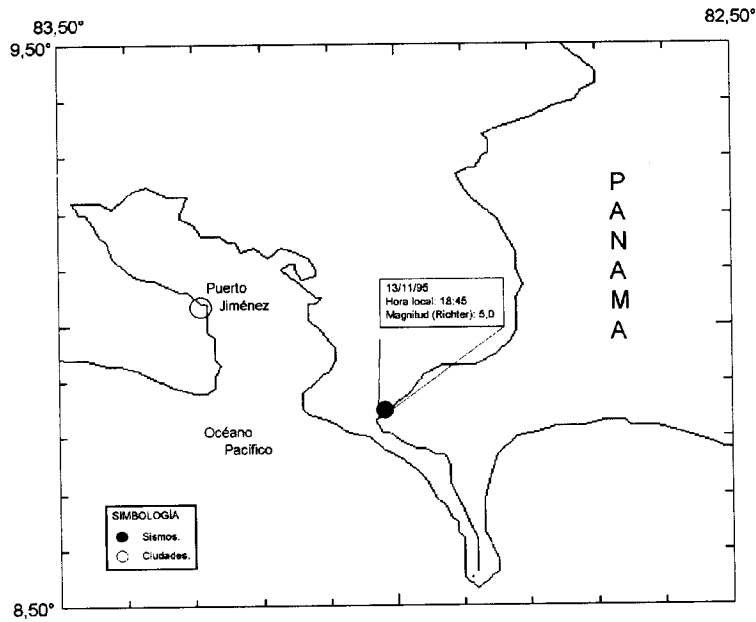 83,50°
82,50°
9,50°
P
A
N
A
M
A
13/11/95
Hora local: 18:45
Magnitud (Richter): 5,0
Puerto
Jiménez
Océano
Pacífico
SIMBOLOGÍA
Sismos.
Ciudades.
8,50°